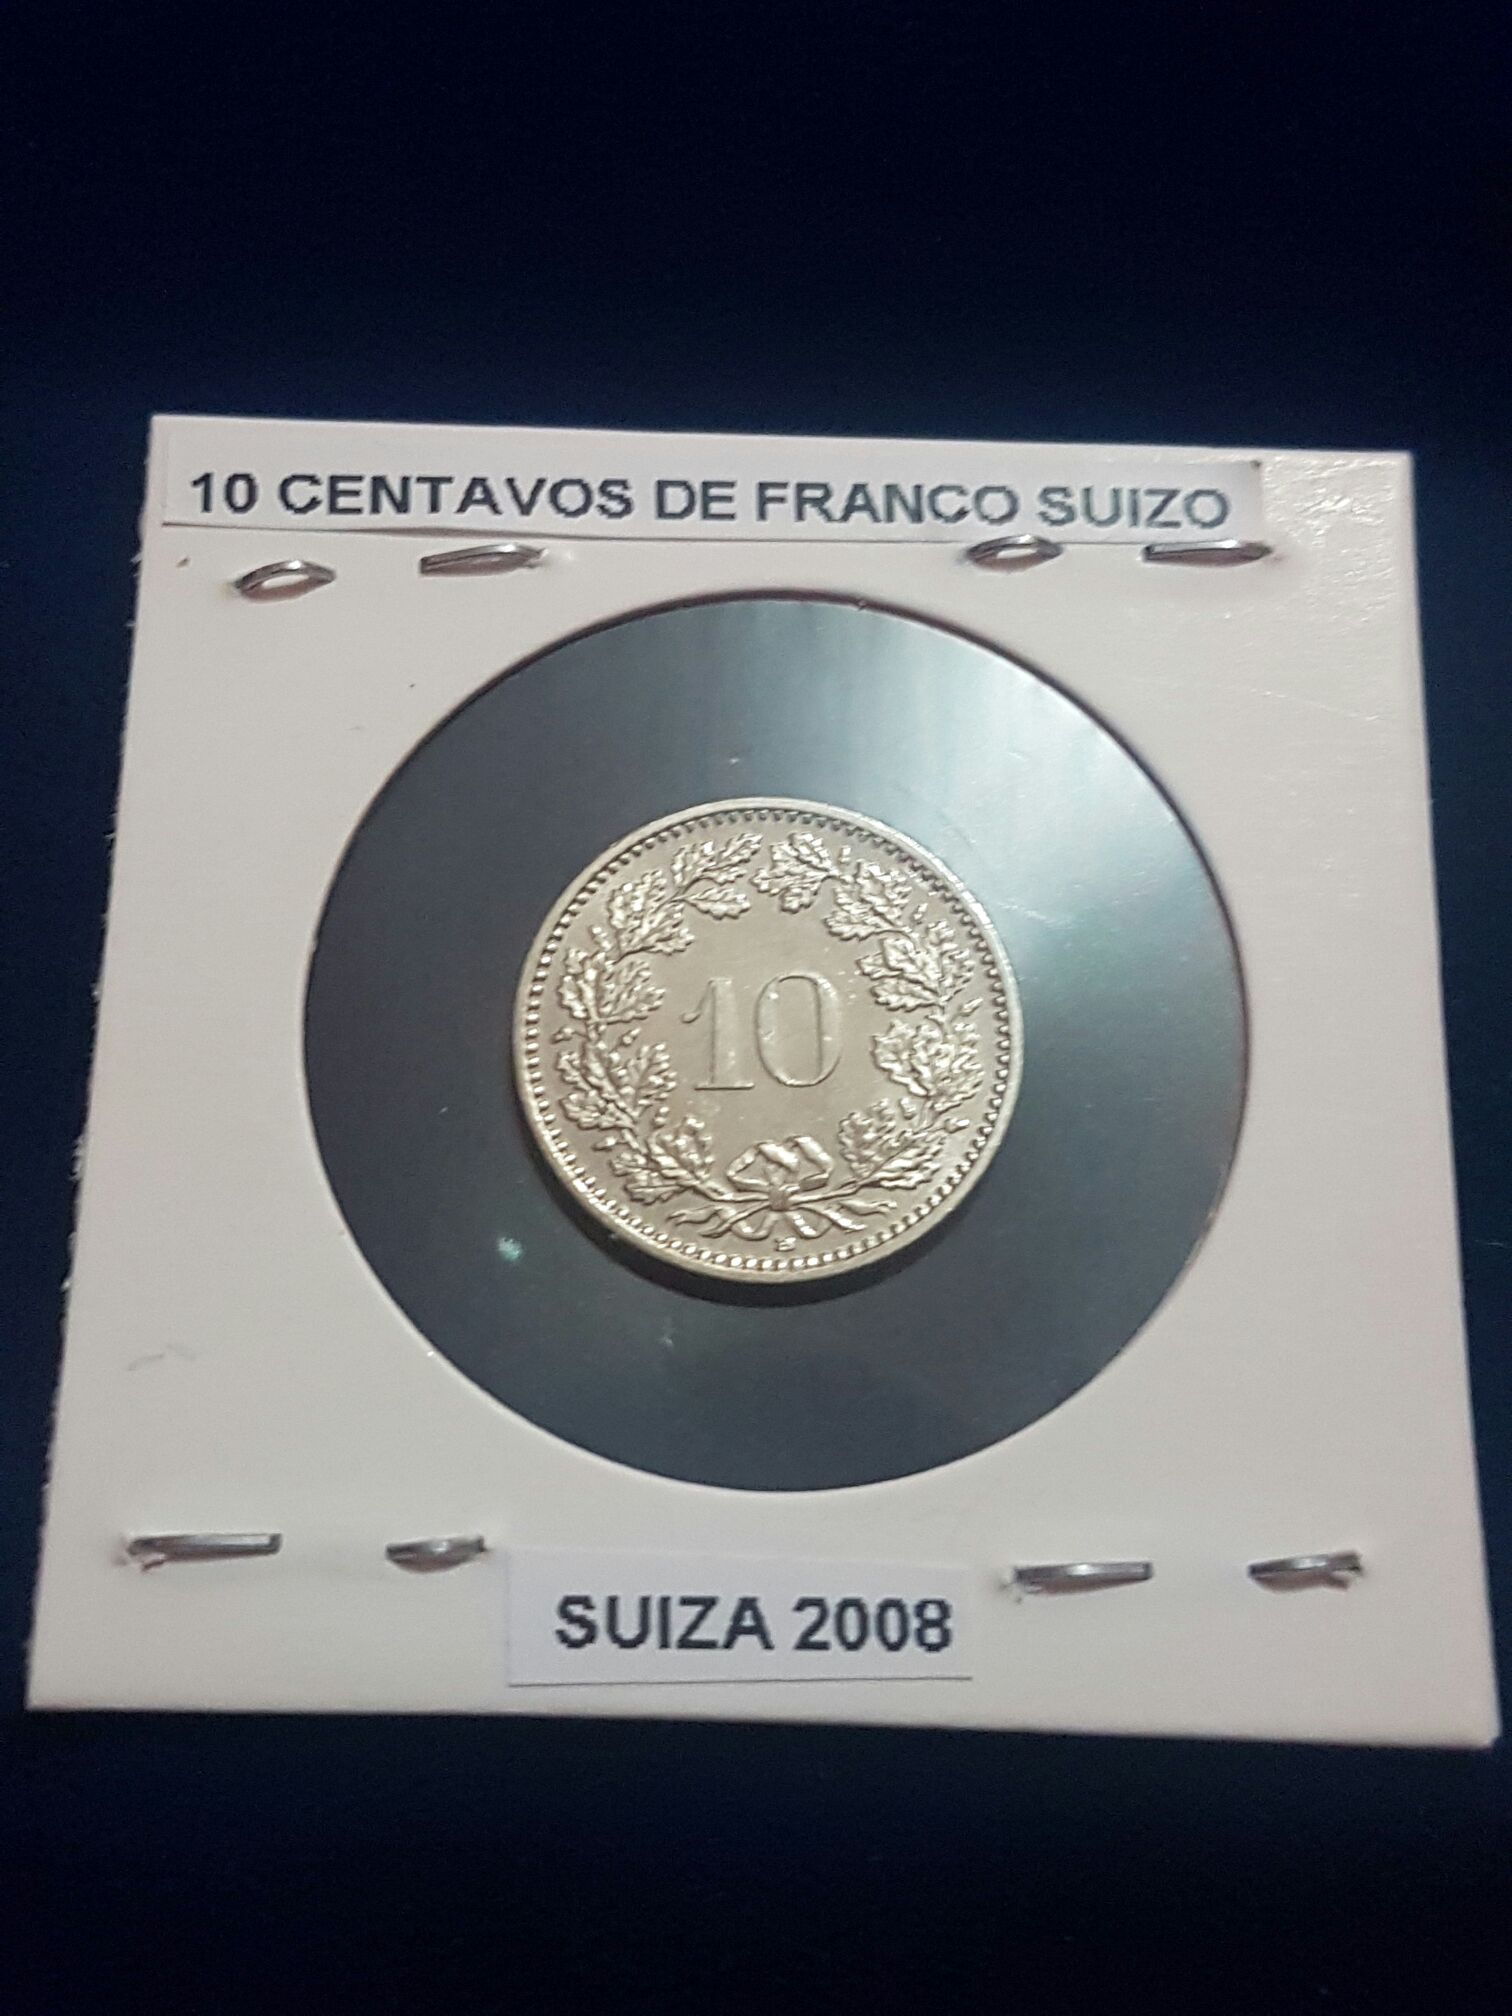 10 CENTAVOS DE FRANCO SUIZO
10
B
SUIZA 2008